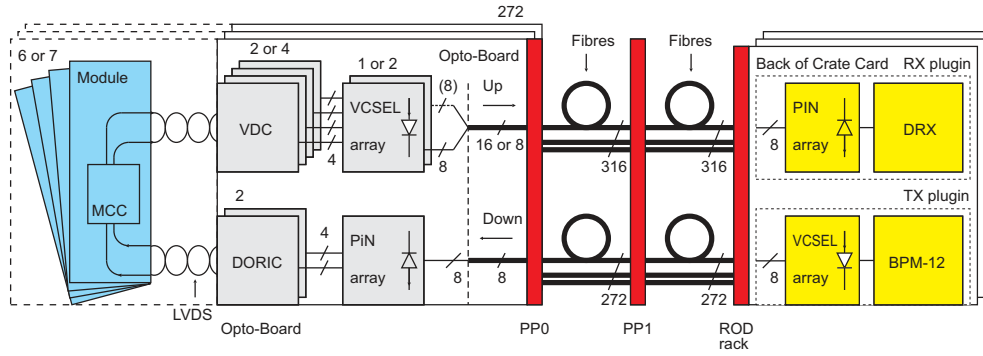 272
6 or 7
2 or 4
Opto-Board
Fibres
Fibres
Module
1 or 2
Back of Crate Card
RX plugin
(8)
Up
VDC
4
VCSEL
array
4
8
16 or 8
316
316
8
PIN
array
DRX
MCC
2
Down
TX plugin
DORIC
4
PiN
array
8
8
272
272
8
VCSEL
array
BPM-12
LVDS
Opto-Board
PP0
PP1
ROD
rack